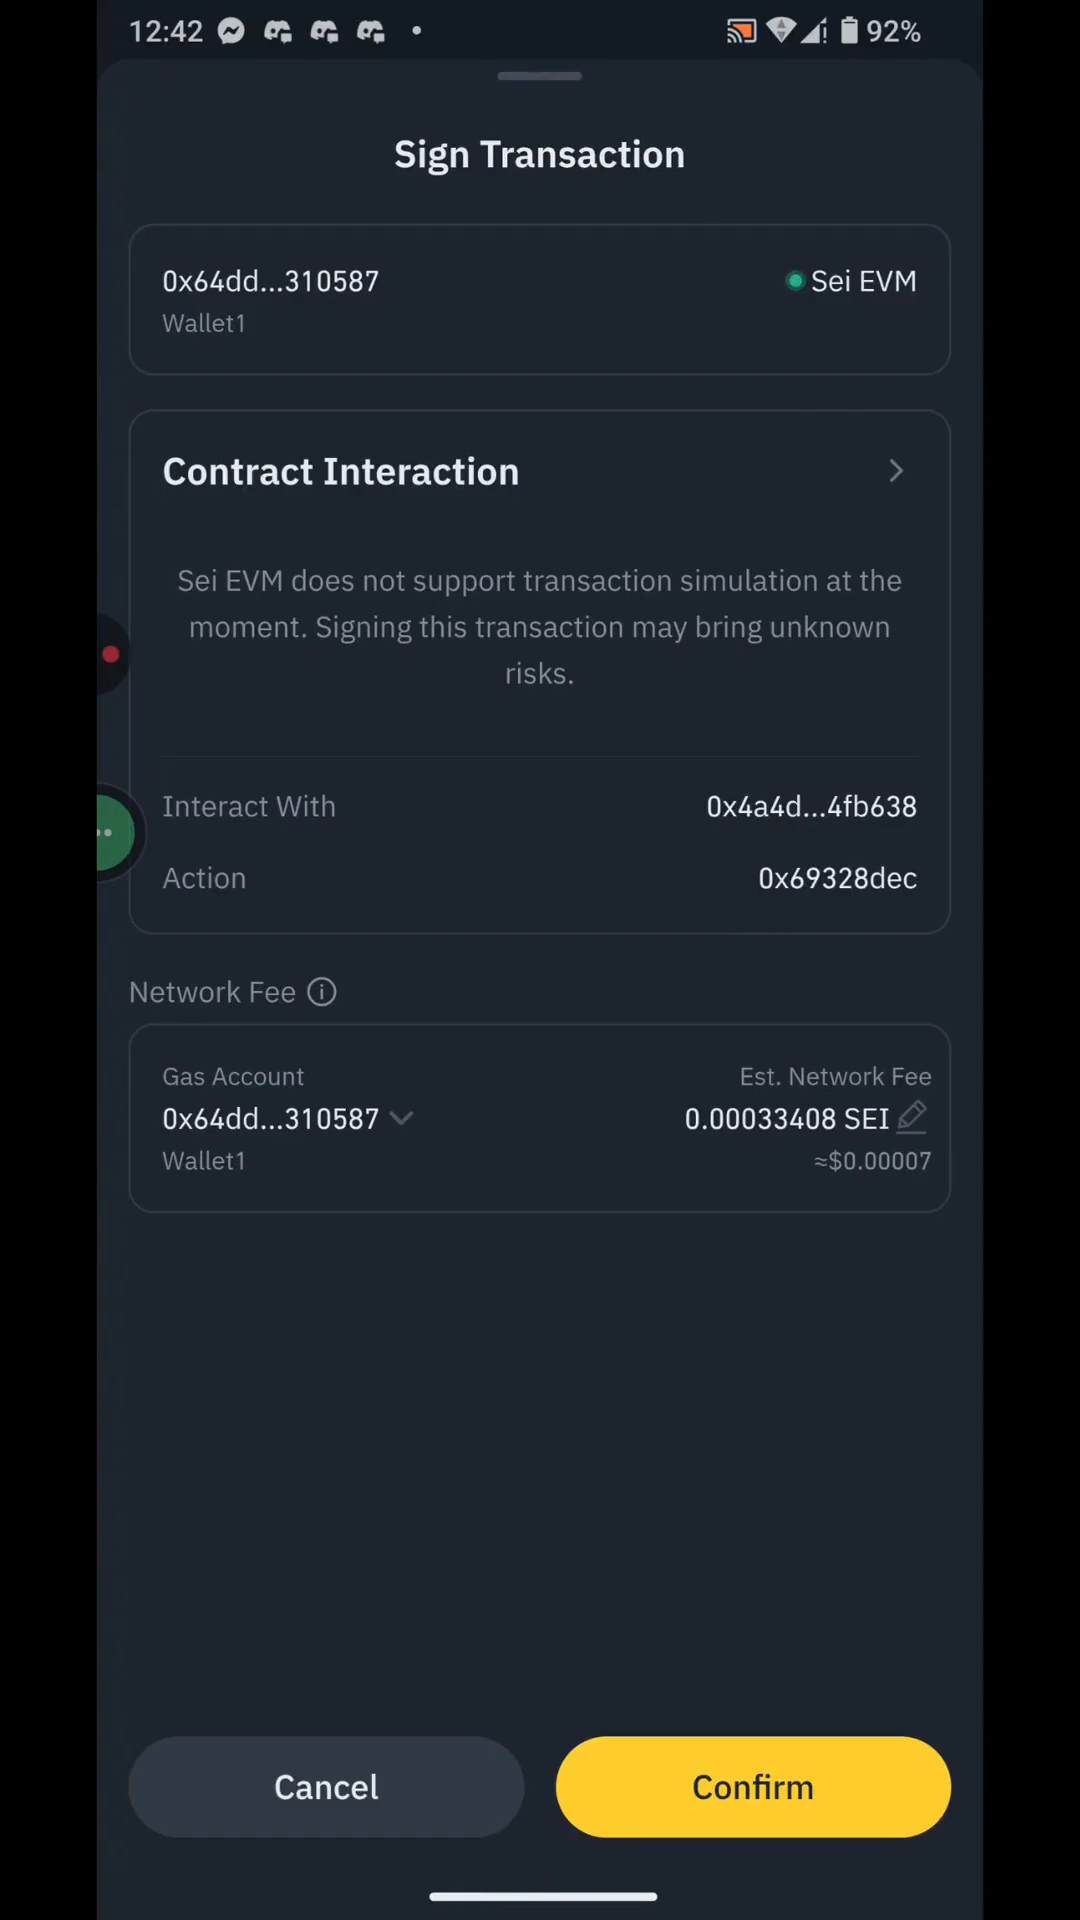 12:42
92%
Sign Transaction
0x64dd...310587
Sei EVM
Wallet1
Contract Interaction
Sei EVM does not support transaction simulation at the
moment. Signing this transaction may bring unknown
risks.
Interact With
0x4a4d...4fb638
Action
0x69328dec
Network Fee
Gas Account
Est. Network Fee
0x64dd...310587
0.00033408 SEI
Wallet1
≈$0.00007
Cancel
Confirm